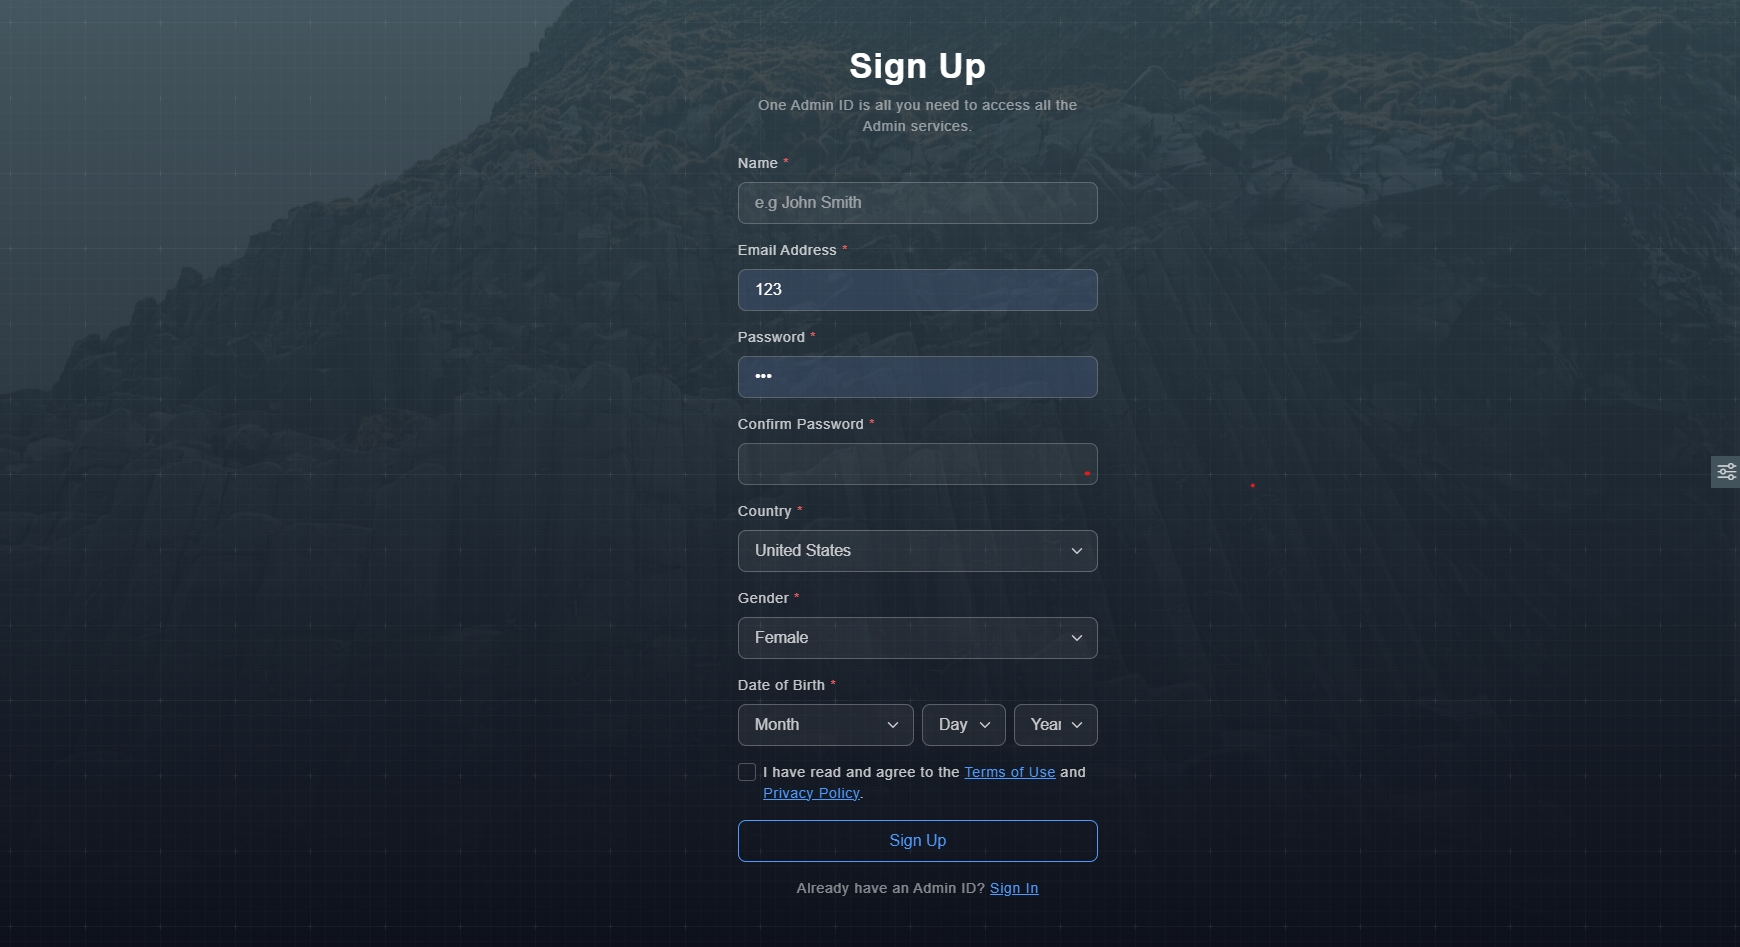 Sign Up
One Admin ID is all you need to access all the
Admin services.
Name *
e.g John Smith
Email Address *
123
Password *
•••
Confirm Password *
Country *
United States
Gender *
Female
Date of Birth *
Month Day Year
I have read and agree to the Terms of Use and
Privacy Policy.
Sign Up
Already have an Admin ID? Sign In